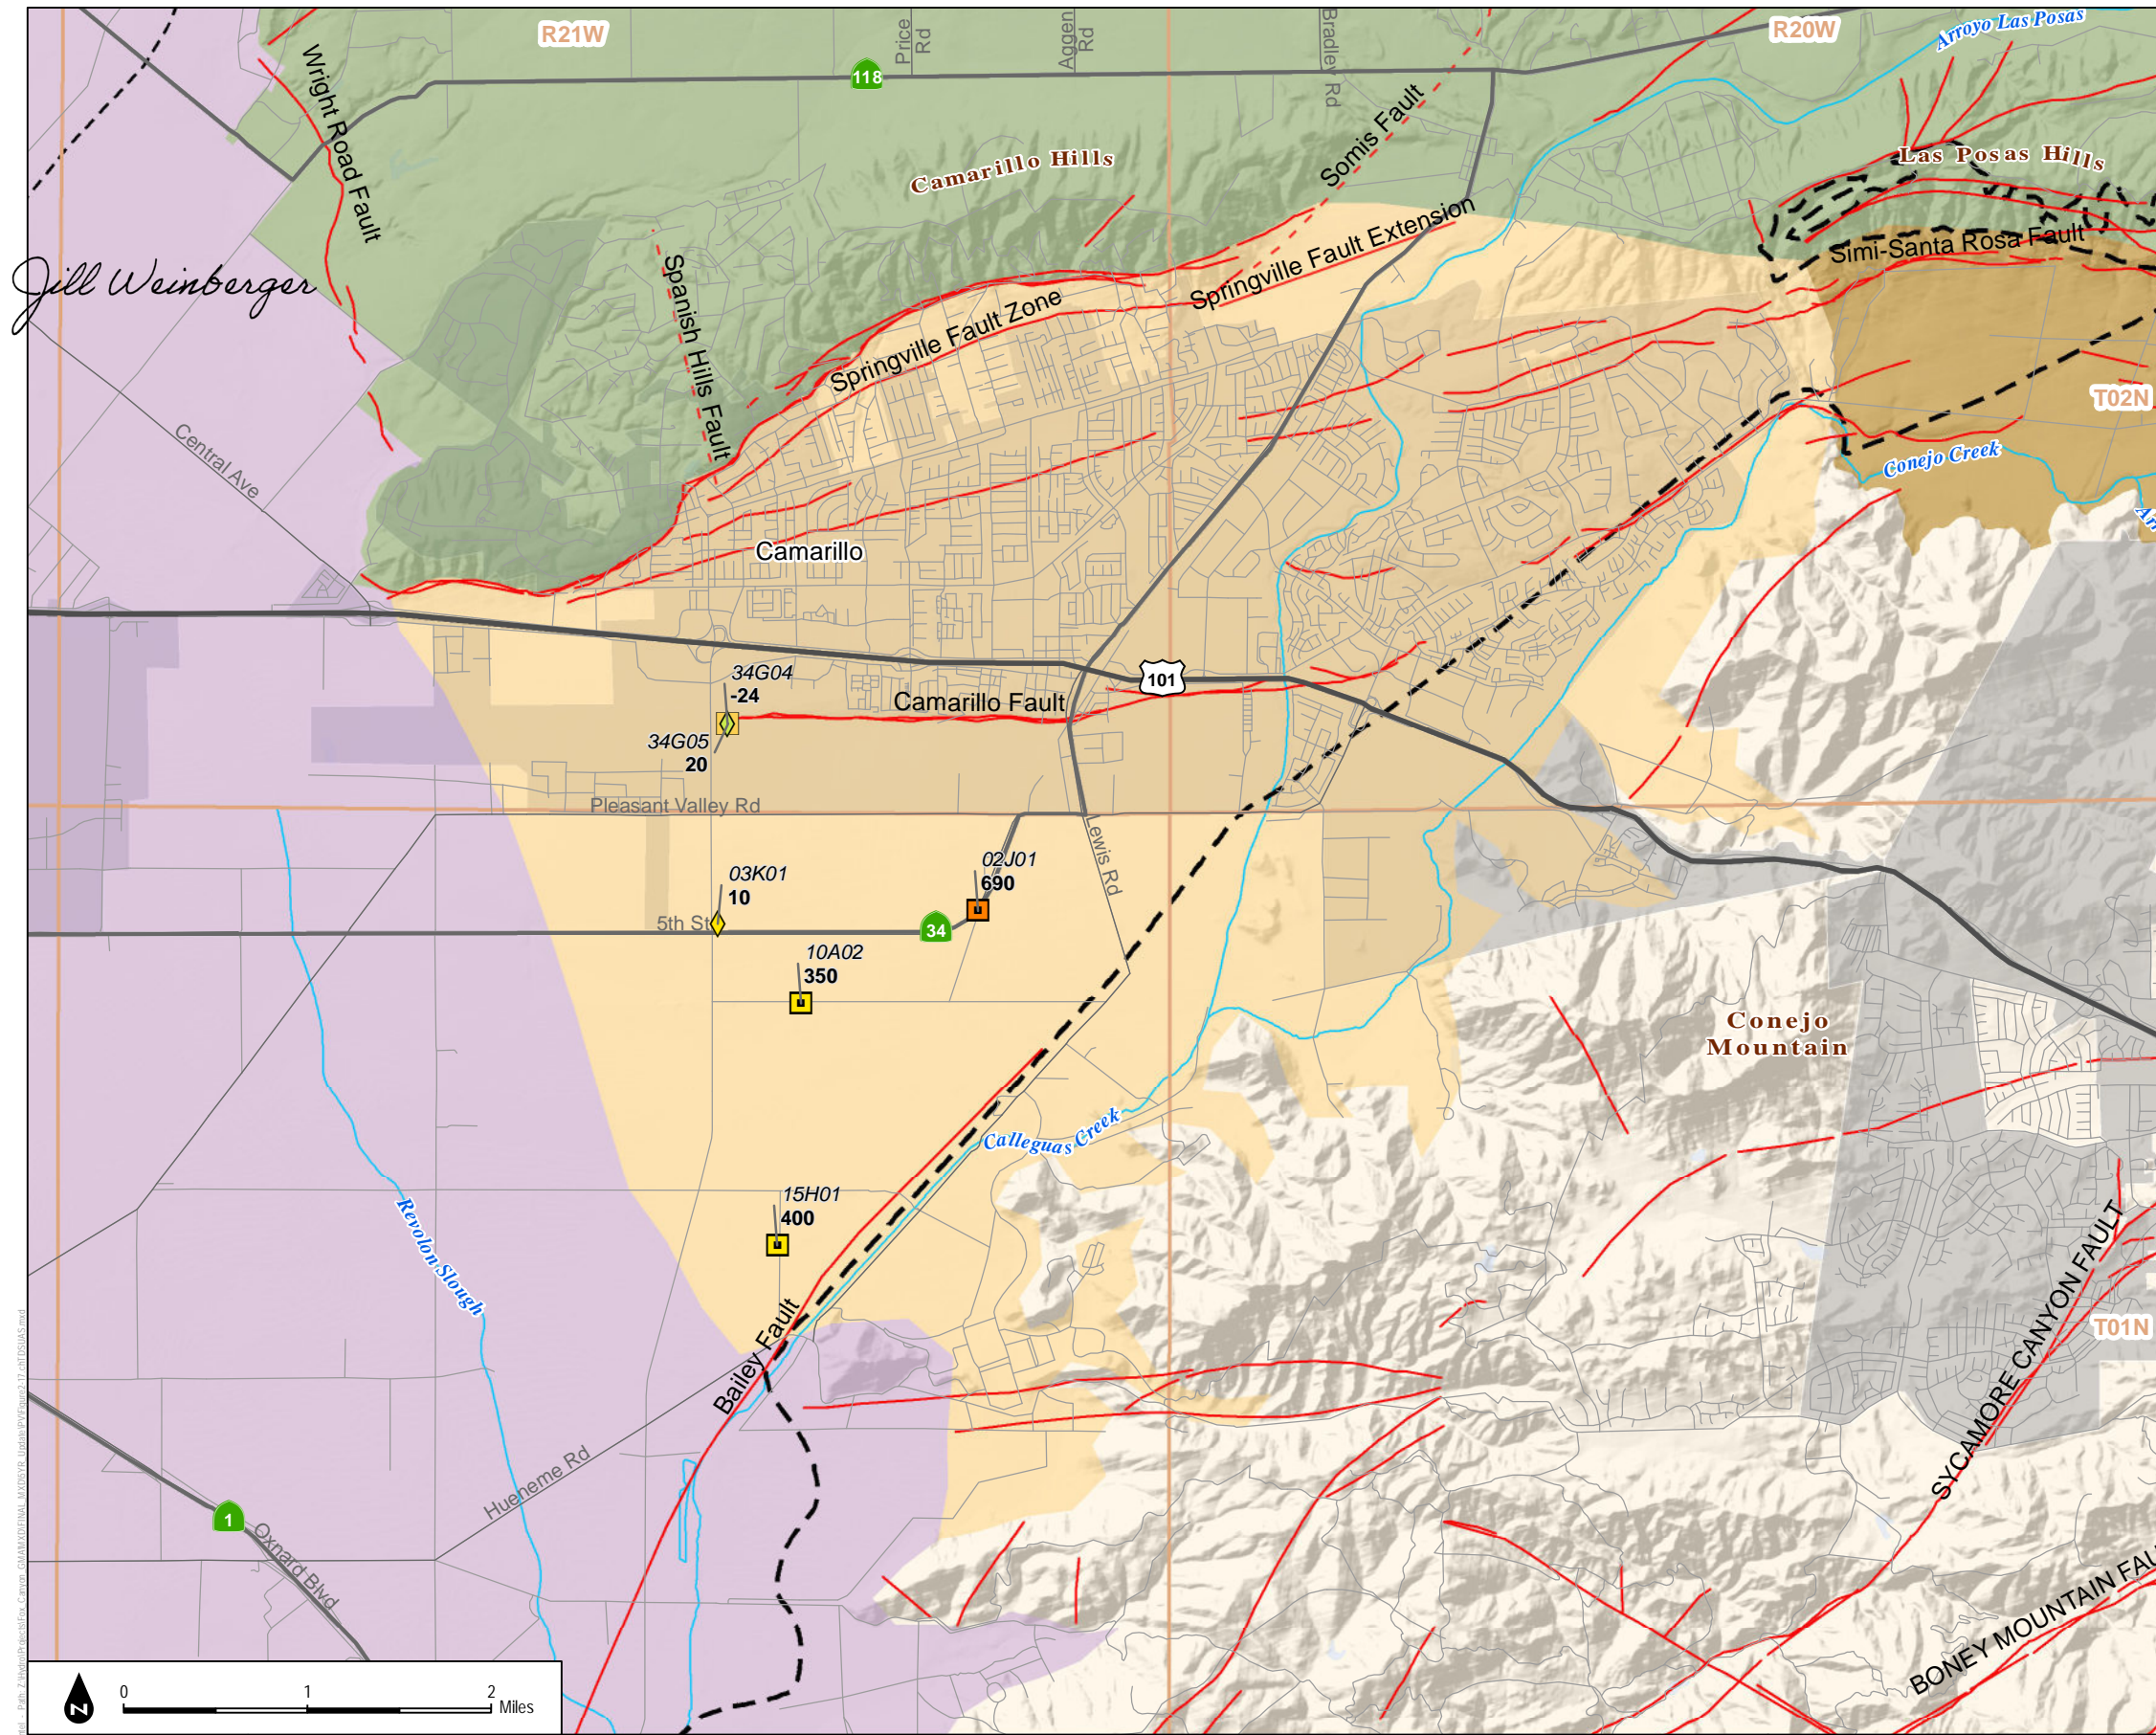 R21W
Price Rd
Aggen Rd
Bradley Rd
R20W
Arroyo Las Posas
118
Wright Road Fault
Camarillo Hills
Somis Fault
Las Posas Hills
Springville Fault Extension
Simi-Santa Rosa Fault
Jill Weinberger
Spanish Hills Fault
Springville Fault Zone
T02N
Central Ave
Conejo Creek
Camarillo
34G04
-24
101
Camarillo Fault
34G05
20
Pleasant Valley Rd
Lewis Rd
02J01
690
03K01
10
5th St
34
10A02
350
Conejo
Mountain
Calleguas Creek
15H01
400
Revolon Slough
SYCAMORE CANYON FAULT
T01N
Bailey Fault
Hueneme Rd
1
Oxnard Blvd
BONEY MOUNTAIN FAU
N
0 1 2
Miles